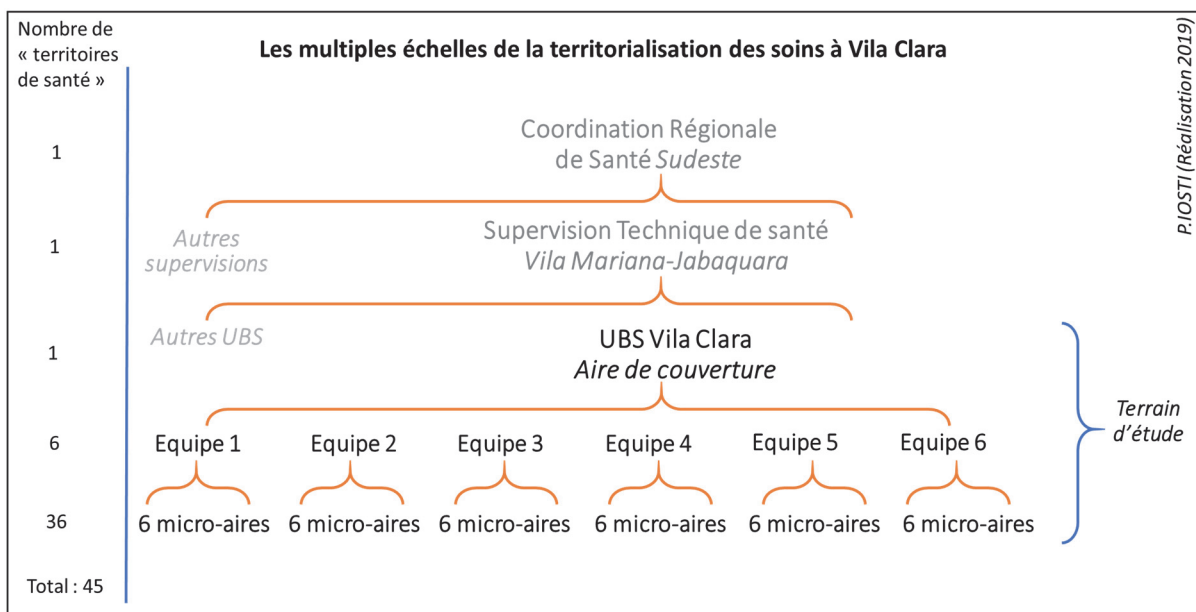 Nombre de
« territoires
de santé »
Les multiples échelles de la territorialisation des soins à Vila Clara
P.IOSTI (Réalisation 2019)
1
Coordination Régionale
de Santé Sudeste
1
Autres
supervisions
Supervision Technique de santé
Vila Mariana-Jabaquara
1
Autres UBS
UBS Vila Clara
Aire de couverture
6
Equipe 1 Equipe 2 Equipe 3 Equipe 4 Equipe 5 Equipe 6
Terrain
d’étude
36
6 micro-aires 6 micro-aires 6 micro-aires 6 micro-aires 6 micro-aires 6 micro-aires
Total : 45